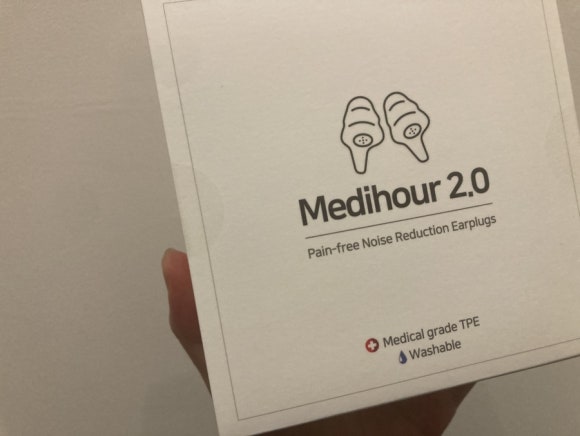 Medihour 2.0
Pain-free Noise Reduction Earplugs
Medical grade TPE
Washable